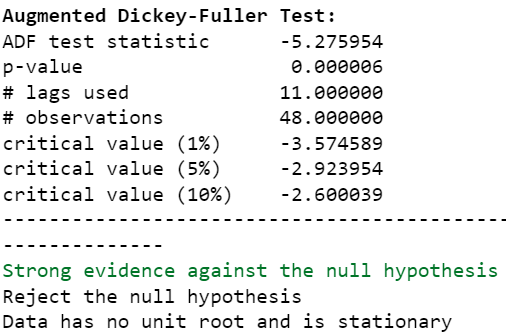 Augmented Dickey-Fuller Test:
ADF test statistic -5.275954
p-value 0.000006
# lags used 11.000000
# observations 48.000000
critical value (1%) -3.574589
critical value (5%) -2.923954
critical value (10%) -2.600039
--------------------------------------------
--------------
Strong evidence against the null hypothesis
Reject the null hypothesis
Data has no unit root and is stationary